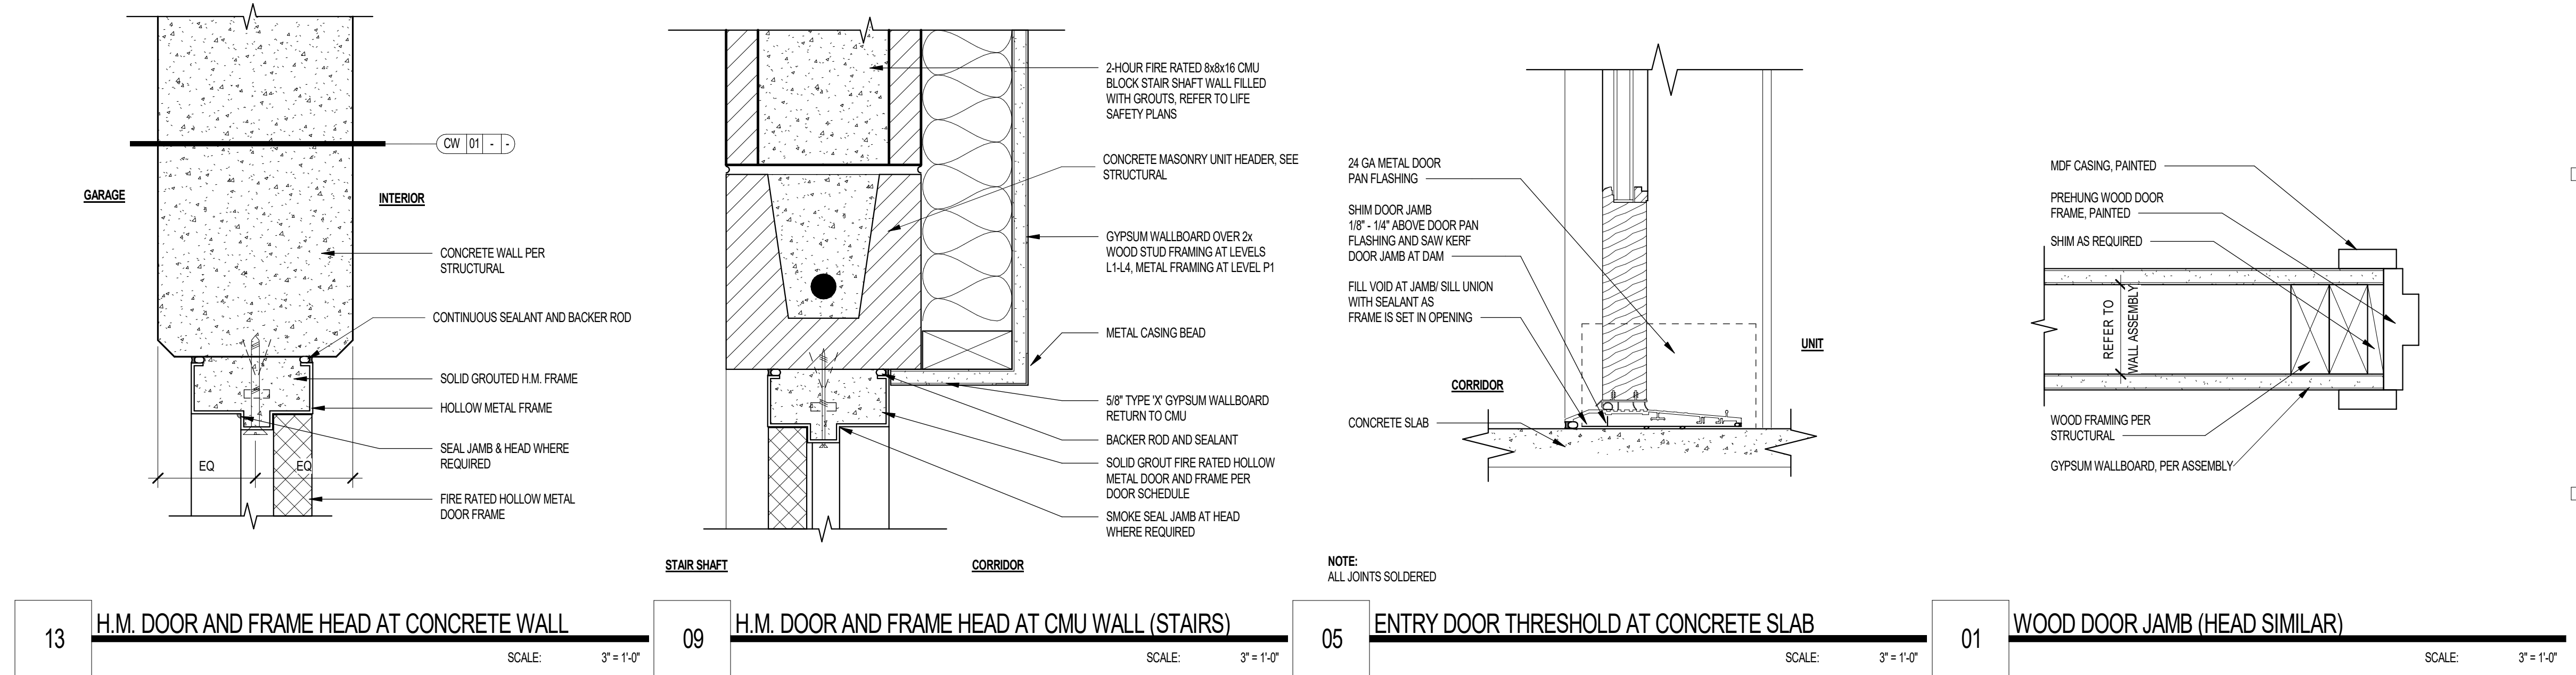 CW 01 - -
GARAGE
INTERIOR
CONCRETE WALL PER
STRUCTURAL
CONTINUOUS SEALANT AND BACKER ROD
SOLID GROUTED H.M. FRAME
HOLLOW METAL FRAME
SEAL JAMB & HEAD WHERE
REQUIRED
EQ
EQ
FIRE RATED HOLLOW METAL
DOOR FRAME
13
H.M. DOOR AND FRAME HEAD AT CONCRETE WALL
SCALE: 3" = 1'-0"
2-HOUR FIRE RATED 8x8x16 CMU
BLOCK STAIR SHAFT WALL FILLED
WITH GROUTS, REFER TO LIFE
SAFETY PLANS
CONCRETE MASONRY UNIT HEADER, SEE
STRUCTURAL
GYPSUM WALLBOARD OVER 2x
WOOD STUD FRAMING AT LEVELS
L1-L4, METAL FRAMING AT LEVEL P1
METAL CASING BEAD
5/8" TYPE 'X' GYPSUM WALLBOARD
RETURN TO CMU
BACKER ROD AND SEALANT
SOLID GROUT FIRE RATED HOLLOW
METAL DOOR AND FRAME PER
DOOR SCHEDULE
SMOKE SEAL JAMB AT HEAD
WHERE REQUIRED
STAIR SHAFT
CORRIDOR
09
H.M. DOOR AND FRAME HEAD AT CMU WALL (STAIRS)
SCALE: 3" = 1'-0"
24 GA METAL DOOR
PAN FLASHING
SHIM DOOR JAMB
1/8" - 1/4" ABOVE DOOR PAN
FLASHING AND SAW KERF
DOOR JAMB AT DAM
FILL VOID AT JAMB/ SILL UNION
WITH SEALANT AS
FRAME IS SET IN OPENING
UNIT
CORRIDOR
CONCRETE SLAB
NOTE:
ALL JOINTS SOLDERED
05
ENTRY DOOR THRESHOLD AT CONCRETE SLAB
SCALE: 3" = 1'-0"
MDF CASING, PAINTED
PREHUNG WOOD DOOR
FRAME, PAINTED
SHIM AS REQUIRED
REFER TO
WALL ASSEMBLY
WOOD FRAMING PER
STRUCTURAL
GYPSUM WALLBOARD, PER ASSEMBLY
01
WOOD DOOR JAMB (HEAD SIMILAR)
SCALE: 3" = 1'-0"